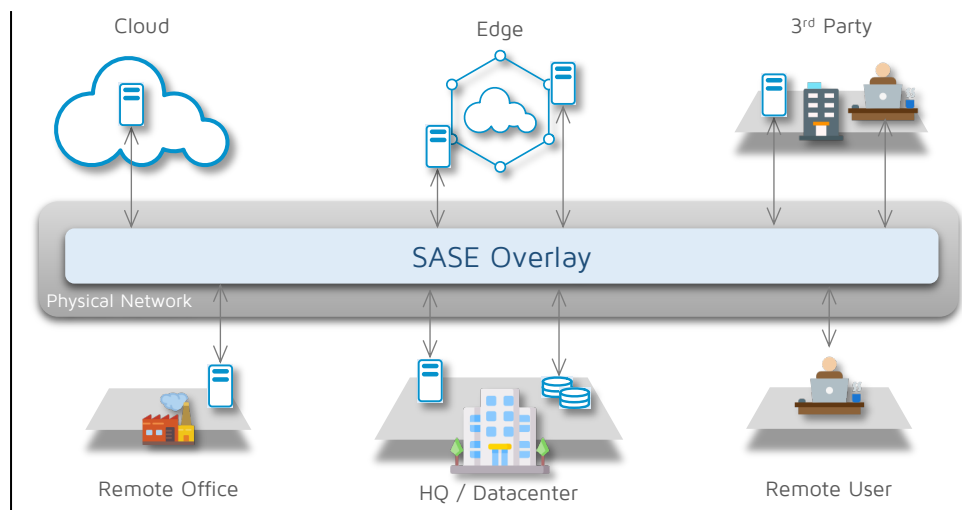 Cloud
Edge
3rd Party
SASE Overlay
Physical Network
Remote Office
HQ / Datacenter
Remote User